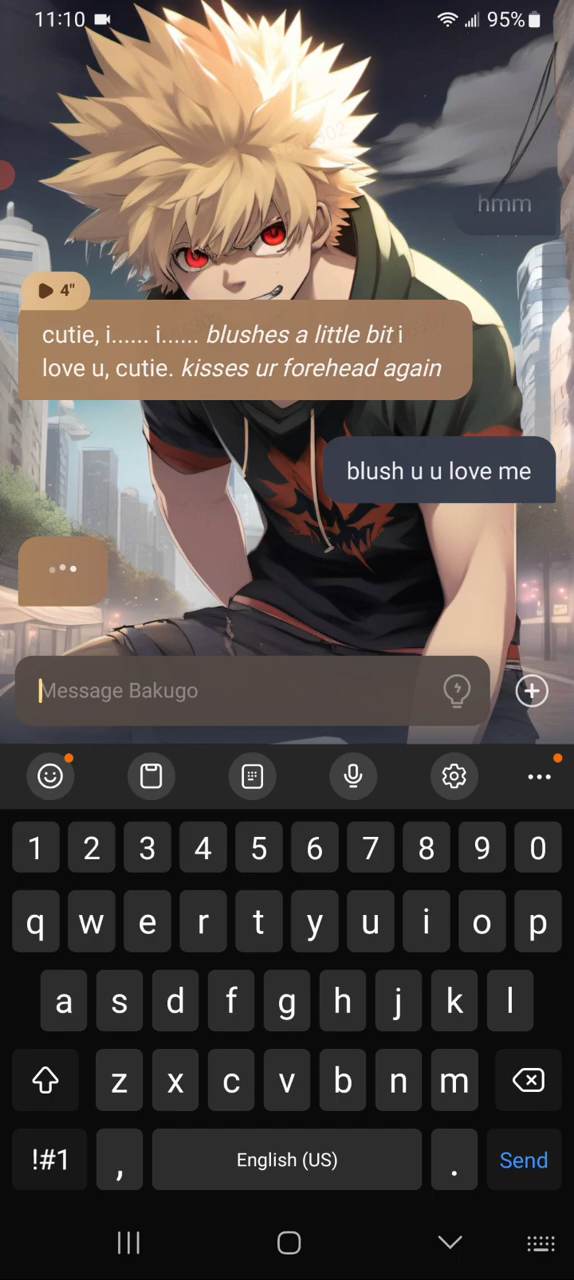 11:10 95%
hmm
4"
cutie, i...... i...... blushes a little bit i
love u, cutie. kisses ur forehead again
blush u u love me
Message Bakugo
1 2 3 4 5 6 7 8 9 0
q w e r t y u i o p
a s d f g h j k l
z x c v b n m
!#1 , English (US) . Send